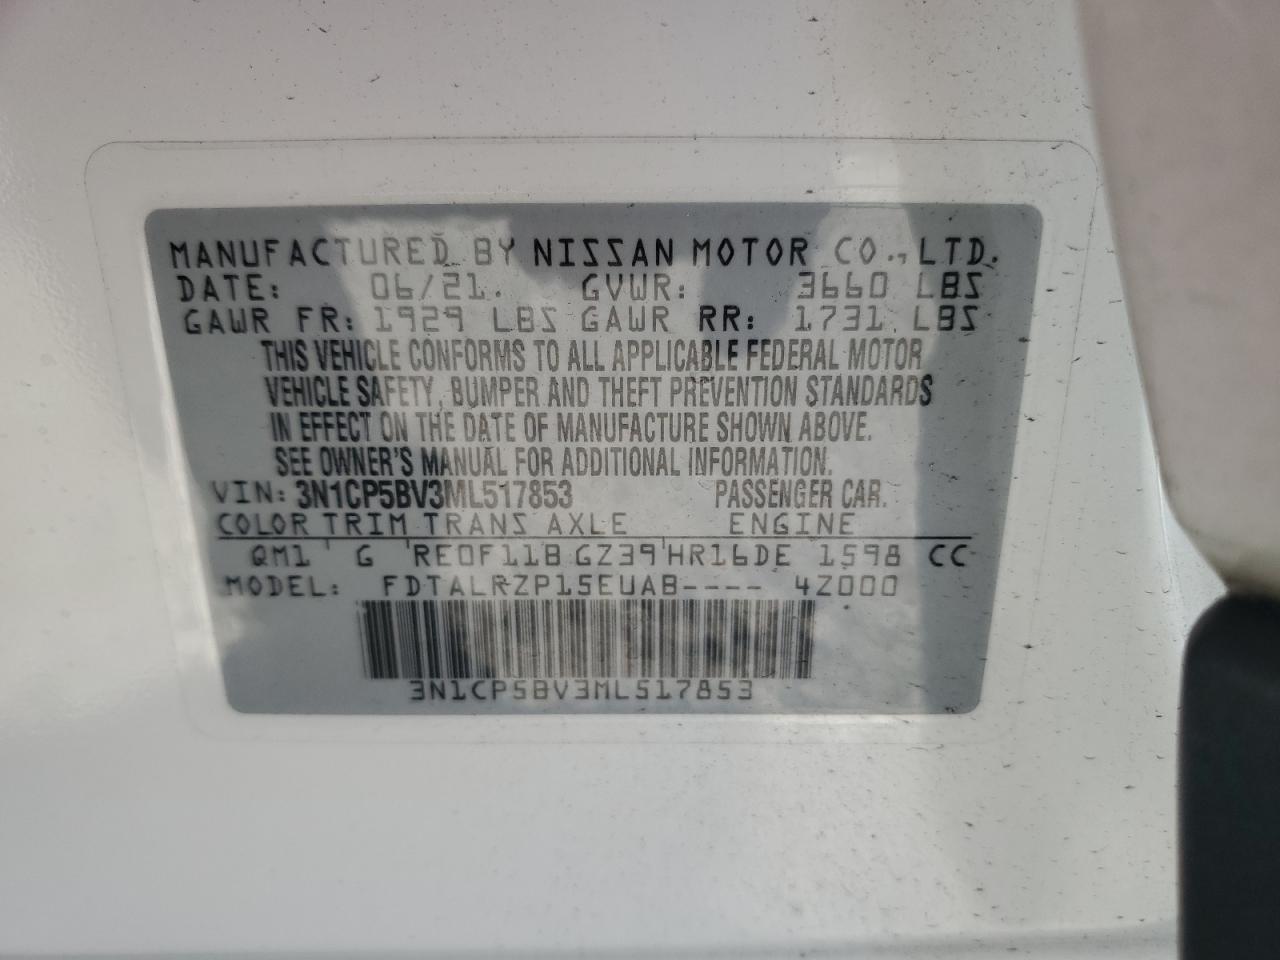 MANUFACTURED BY NISSAN MOTOR CO., LTD.
DATE: 06/21. GVWR: 3660 LBS
GAWR FR: 1929 LBS GAWR RR: 1731 LBS
THIS VEHICLE CONFORMS TO ALL APPLICABLE FEDERAL MOTOR
VEHICLE SAFETY, BUMPER AND THEFT PREVENTION STANDARDS
IN EFFECT ON THE DATE OF MANUFACTURE SHOWN ABOVE.
SEE OWNER'S MANUAL FOR ADDITIONAL INFORMATION.
VIN: 3N1CP5BV3ML517853 PASSENGER CAR.
COLOR TRIM TRANS AXLE ENGINE
QM1 G RE0F11B GZ39 HR16DE 1598 CC
MODEL: FDTALRZP15EUAB---- 4Z000
3N1CP5BV3ML517853